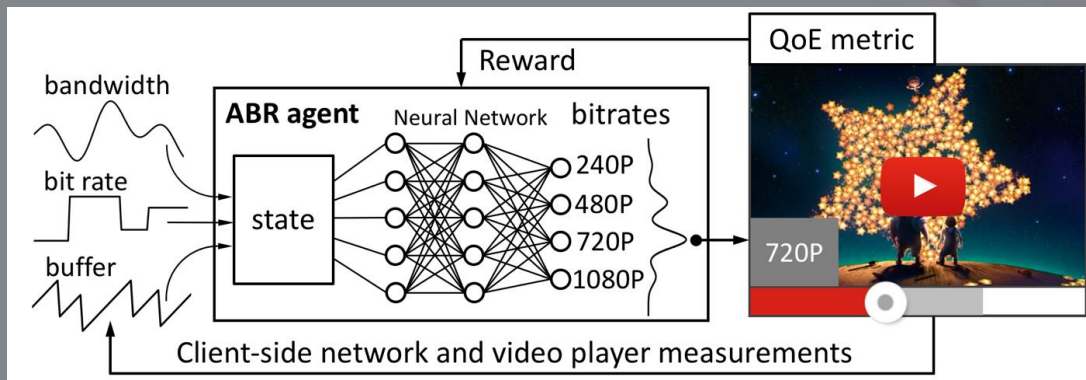 QoE metric
Reward
bandwidth
ABR agent
Neural Network
bitrates
240P
bit rate
state
480P
720P
720P
buffer
1080P
Client-side network and video player measurements